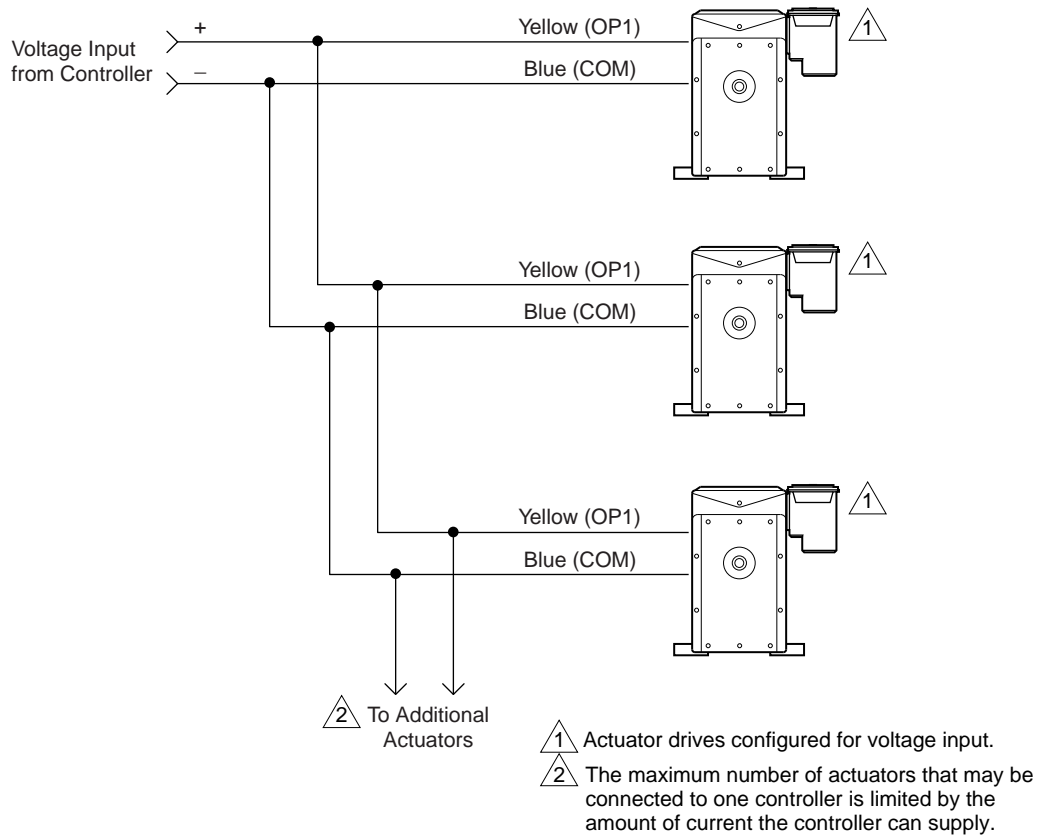 Voltage Input
from Controller
+
–
Yellow (OP1)
Blue (COM)
1
Yellow (OP1)
Blue (COM)
1
Yellow (OP1)
Blue (COM)
1
2 To Additional
Actuators
1 Actuator drives configured for voltage input.
2 The maximum number of actuators that may be
connected to one controller is limited by the
amount of current the controller can supply.